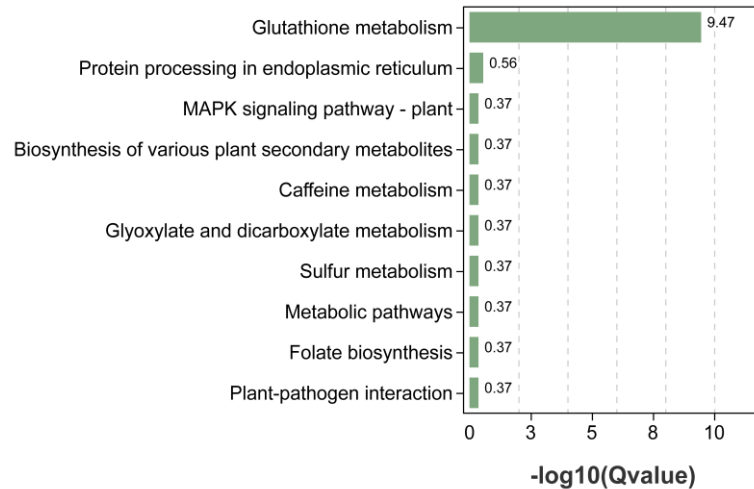 Glutathione metabolism 9.47
Protein processing in endoplasmic reticulum 0.56
MAPK signaling pathway - plant 0.37
Biosynthesis of various plant secondary metabolites 0.37
Caffeine metabolism 0.37
Glyoxylate and dicarboxylate metabolism 0.37
Sulfur metabolism 0.37
Metabolic pathways 0.37
Folate biosynthesis 0.37
Plant-pathogen interaction 0.37
0 3 5 8 10
-log10(Qvalue)